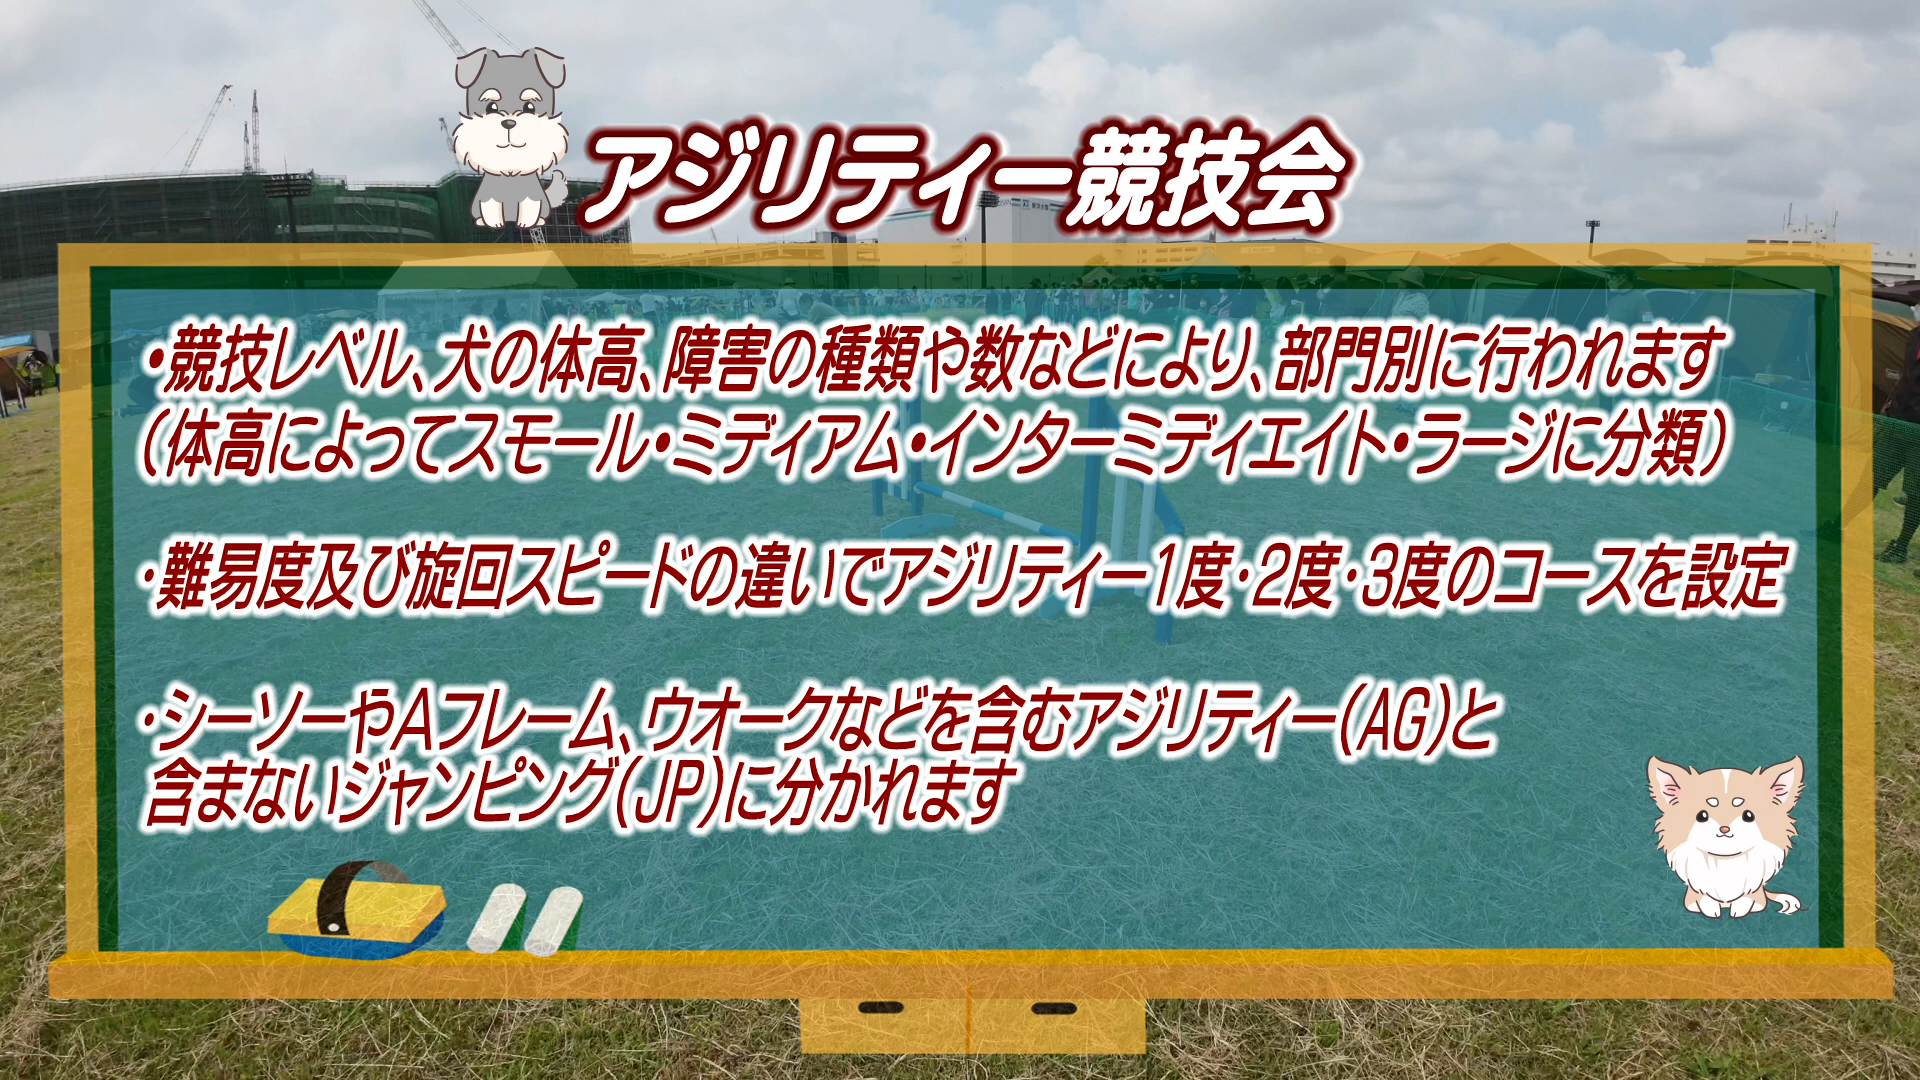 アジリティー競技会
・競技レベル、犬の体高、障害の種類や数などにより、部門別に行われます
（体高によってスモール・ミディアム・インターミディエイト・ラージに分類）
・難易度及び旋回スピードの違いでアジリティー1度・2度・3度のコースを設定
・シーソーやAフレーム、ウオークなどを含むアジリティー(AG)と
含まないジャンピング(JP)に分かれます